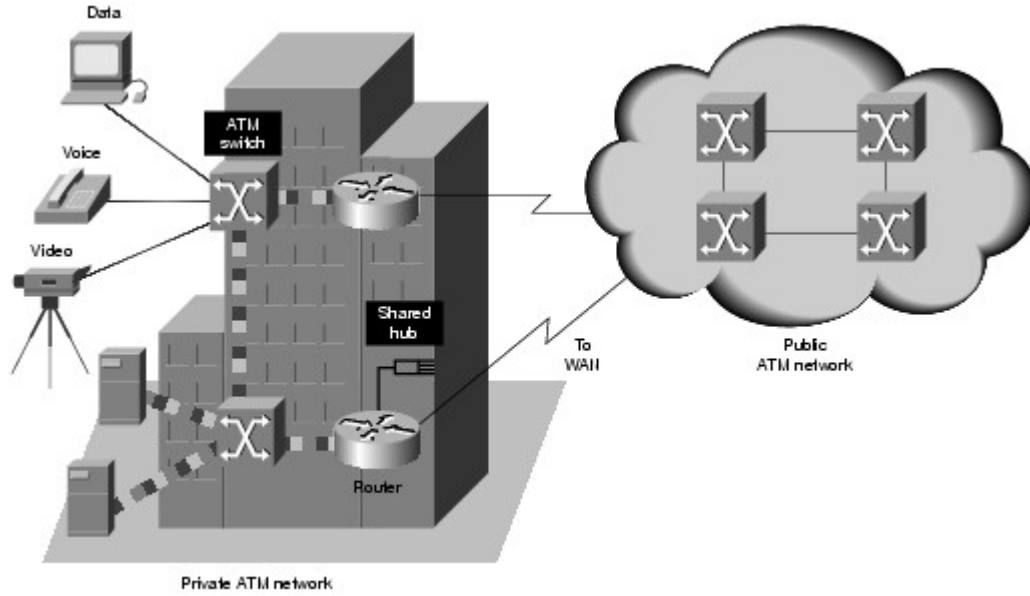 Data
ATM
switch
Voice
Video
Shared
hub
To
WAN
Public
ATM network
Router
Private ATM network